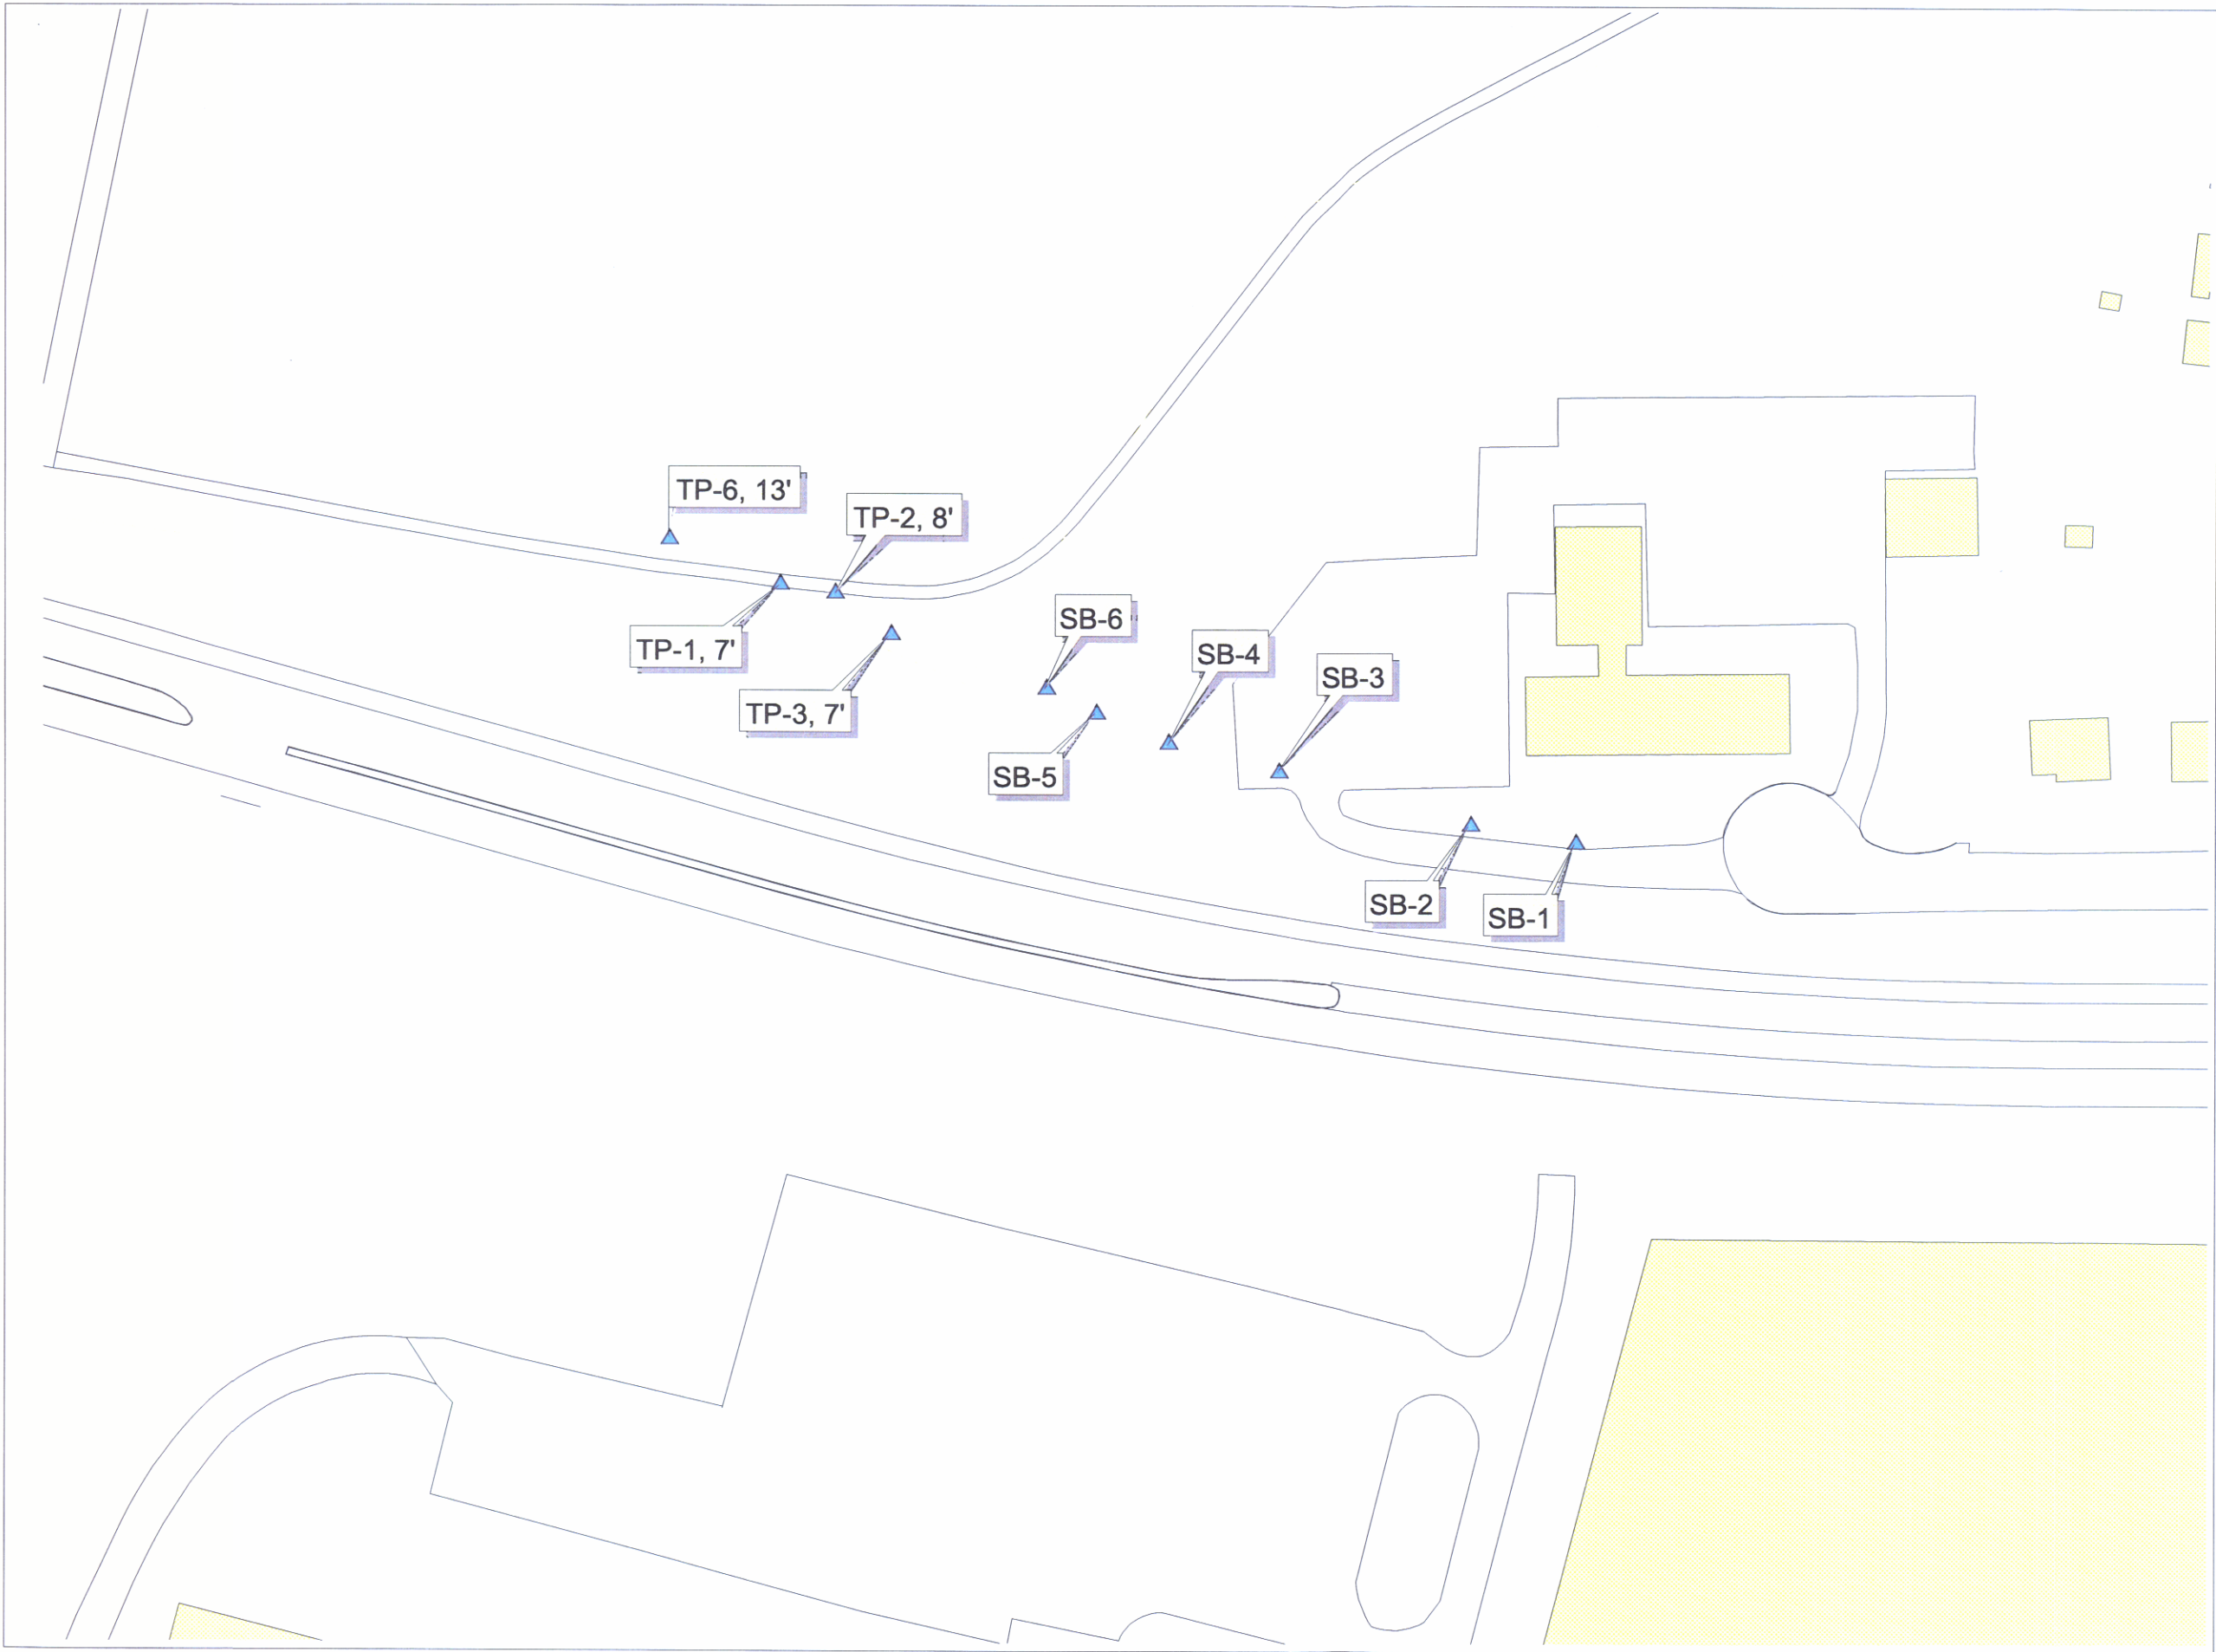 TP-6, 13'
TP-2, 8'
SB-6
TP-1, 7'
SB-4
SB-3
TP-3, 7'
SB-5
SB-2
SB-1